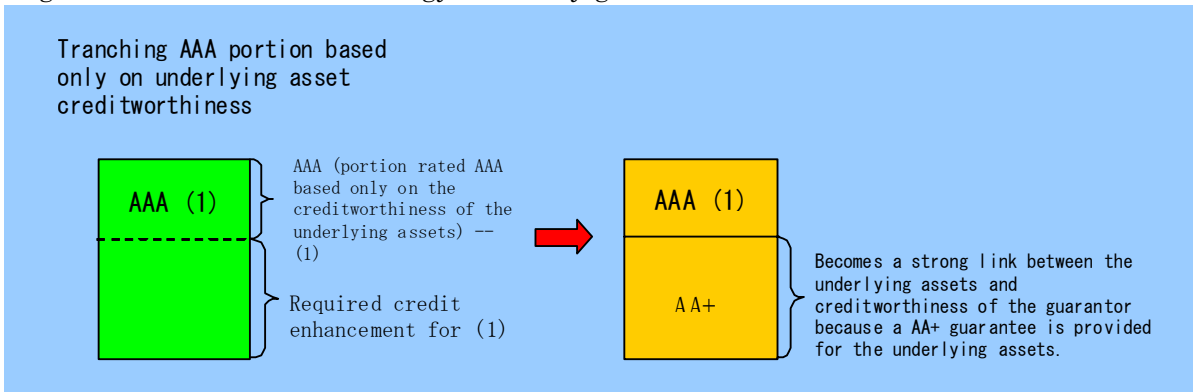 Tranching AAA portion based
only on underlying asset
creditworthiness
AAA (1)
AAA (portion rated AAA
based only on the
creditworthiness of the
underlying assets) --
(1)
Required credit
enhancement for (1)
AAA (1)
AA+
Becomes a strong link between the
underlying assets and
creditworthiness of the guarantor
because a AA+ guarantee is provided
for the underlying assets.